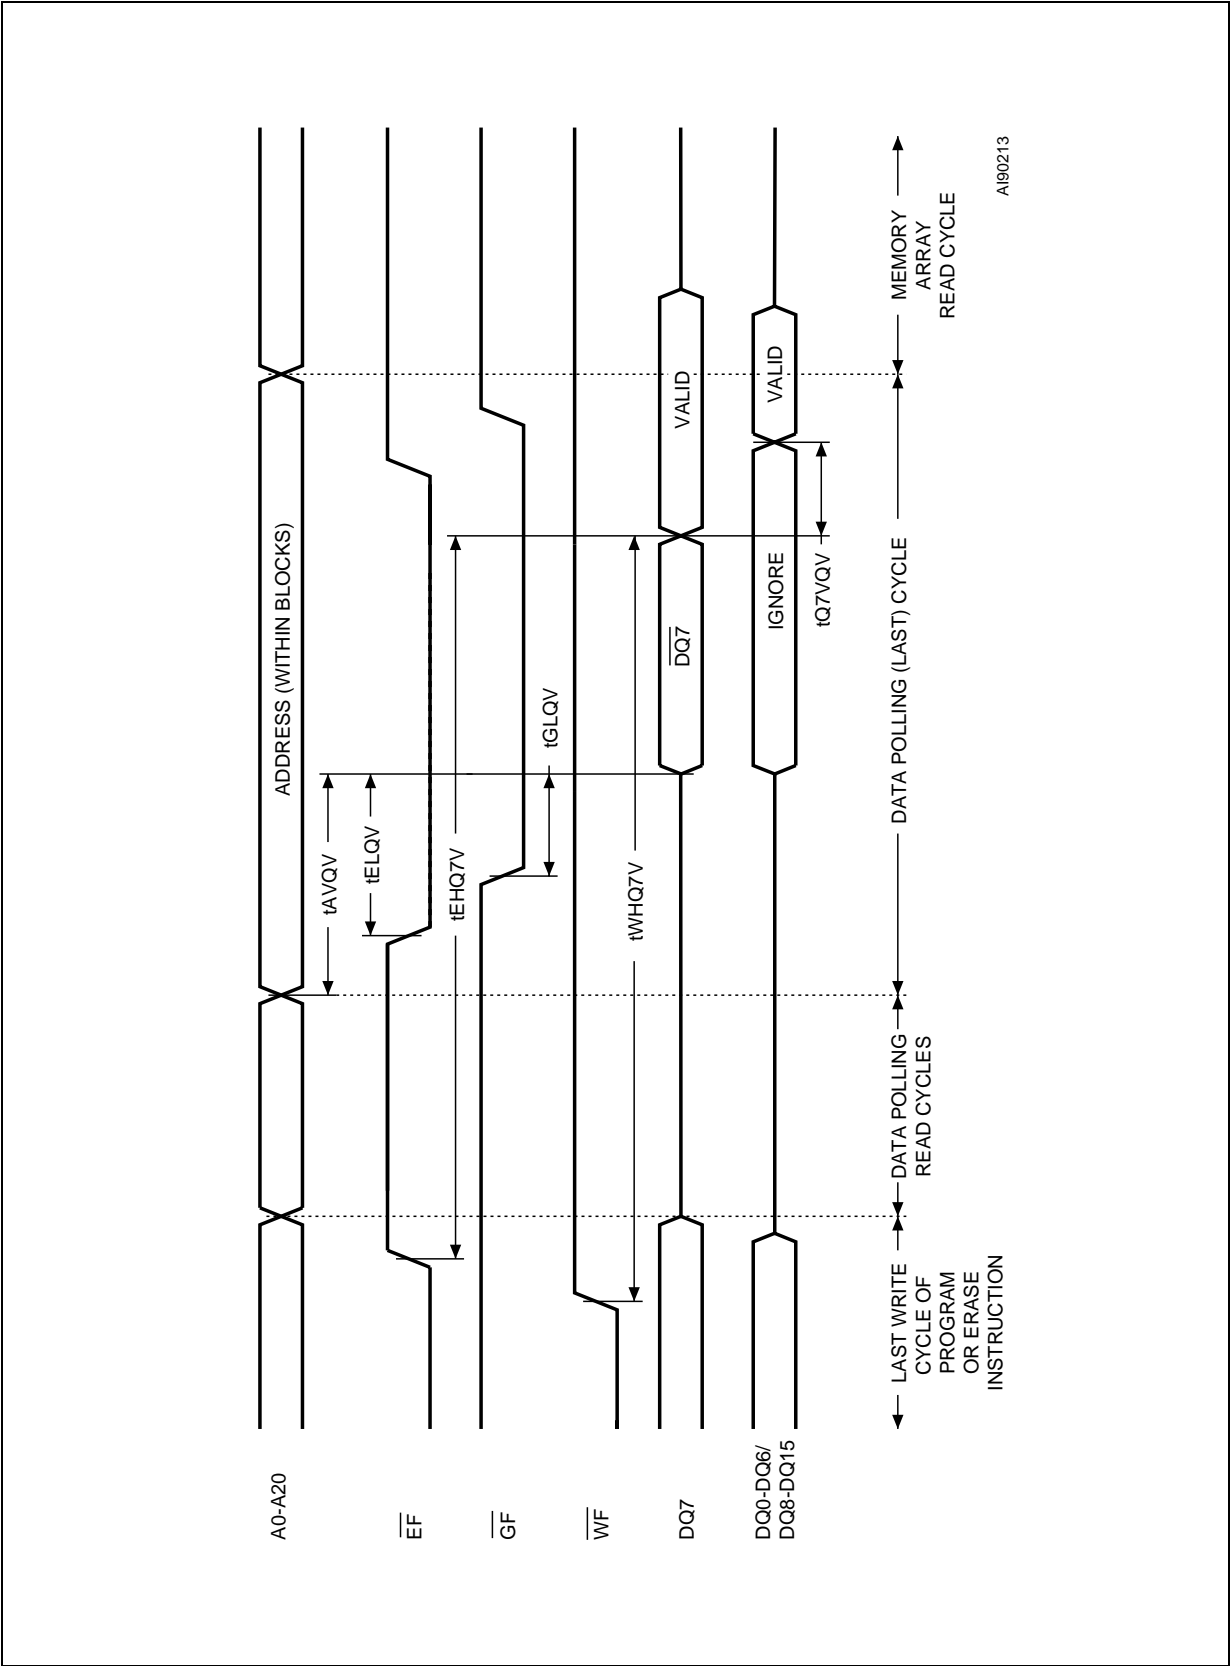 A0-A20
ADDRESS (WITHIN BLOCKS)
tAVQV
tELQV
EF
tEHQ7V
GF
tGLQV
WF
tWHQ7V
DQ7
DQ7
VALID
DQ0-DQ6/
DQ8-DQ15
IGNORE
VALID
tQ7VQV
LAST WRITE
CYCLE OF
PROGRAM
OR ERASE
INSTRUCTION
DATA POLLING
READ CYCLES
DATA POLLING (LAST) CYCLE
MEMORY
ARRAY
READ CYCLE
AI90213